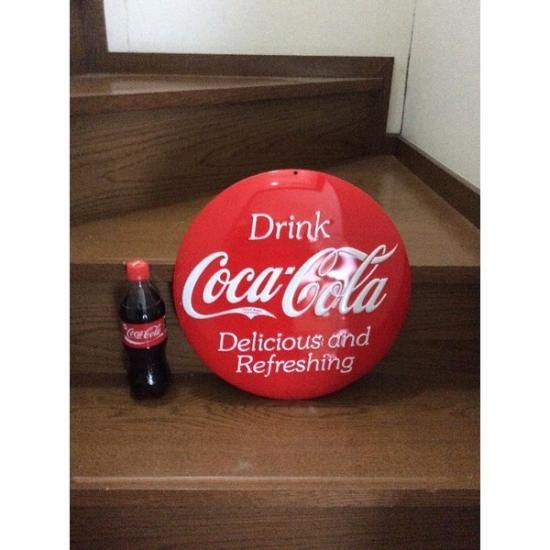 Drink
Coca-Cola
Delicious and
Refreshing
Coca-Cola